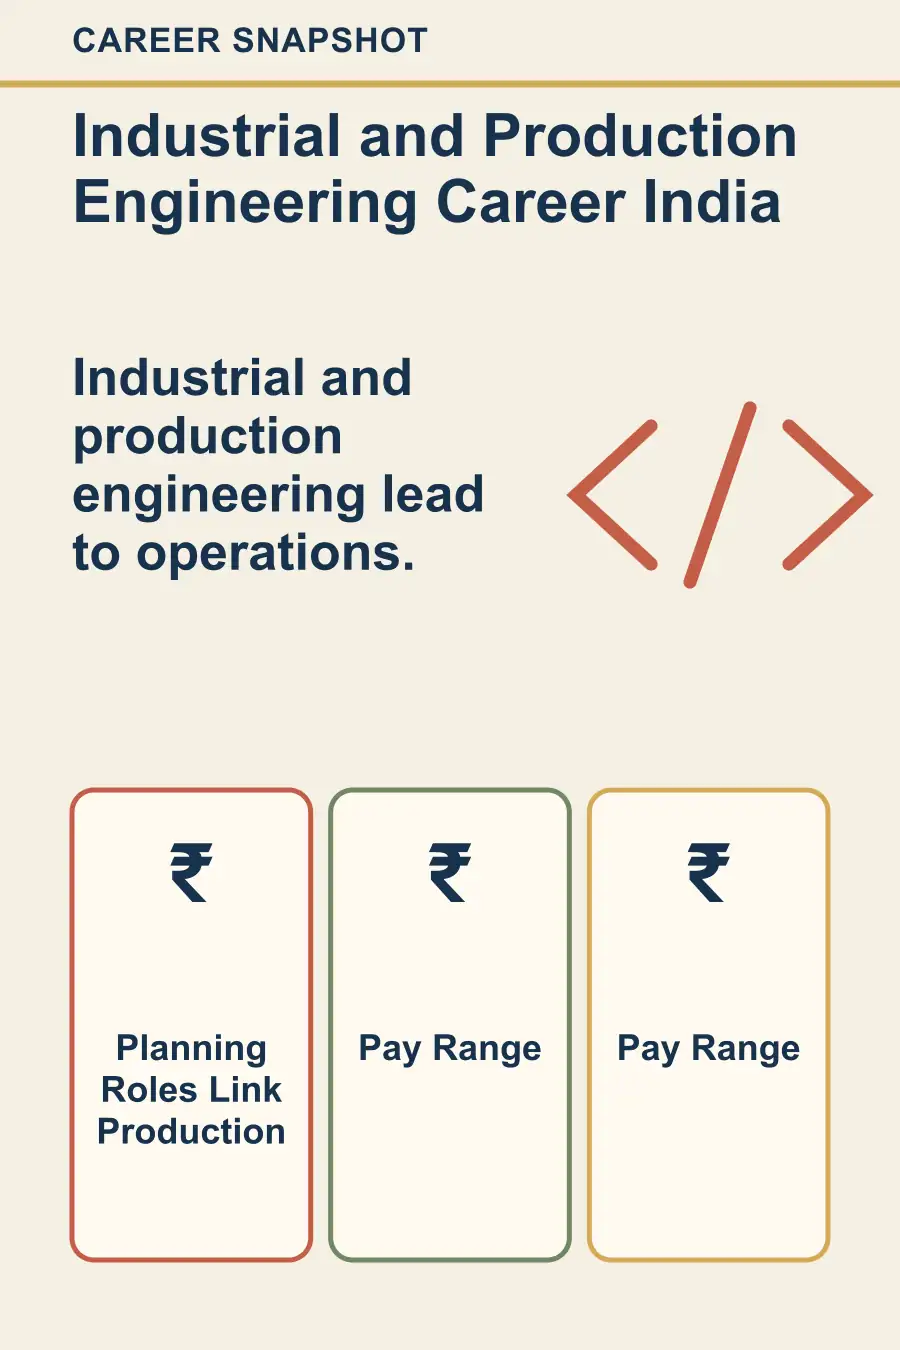 CAREER SNAPSHOT
Industrial and Production
Engineering Career India
Industrial and
production
engineering lead
to operations.
</>
₹
Planning
Roles Link
Production
₹
Pay Range
₹
Pay Range